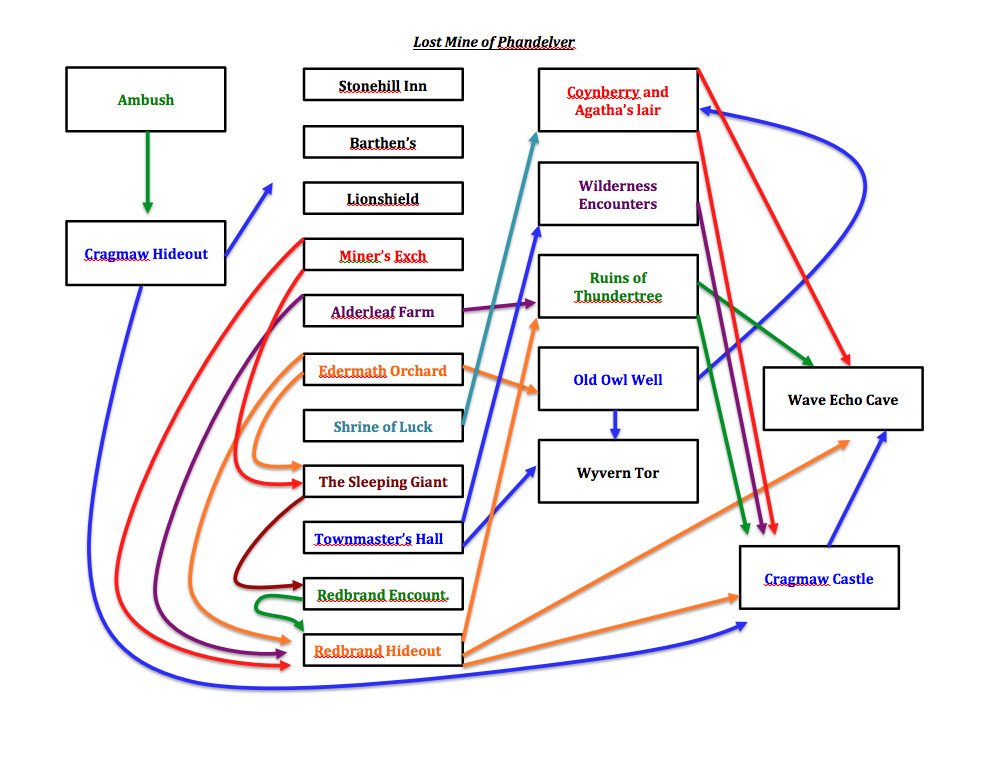 Lost Mine of Phandelver
Ambush
Cragmaw Hideout
Stonehill Inn
Barthen's
Lionshield
Miner's Exch
Alderleaf Farm
Edermath Orchard
Shrine of Luck
The Sleeping Giant
Townmaster's Hall
Redbrand Encount.
Redbrand Hideout
Coynberry and
Agatha's lair
Wilderness
Encounters
Ruins of
Thundertree
Old Owl Well
Wyvern Tor
Wave Echo Cave
Cragmaw Castle